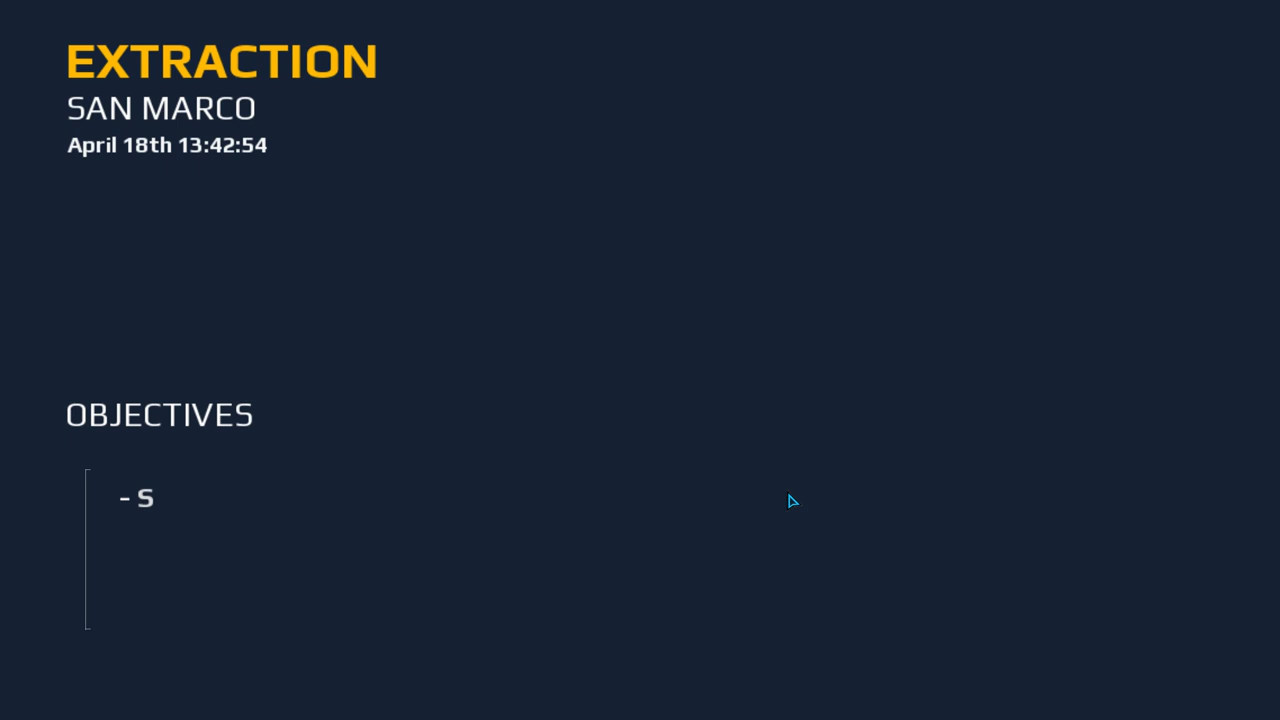 EXTRACTION
SAN MARCO
April 18th 13:42:54
OBJECTIVES
- S